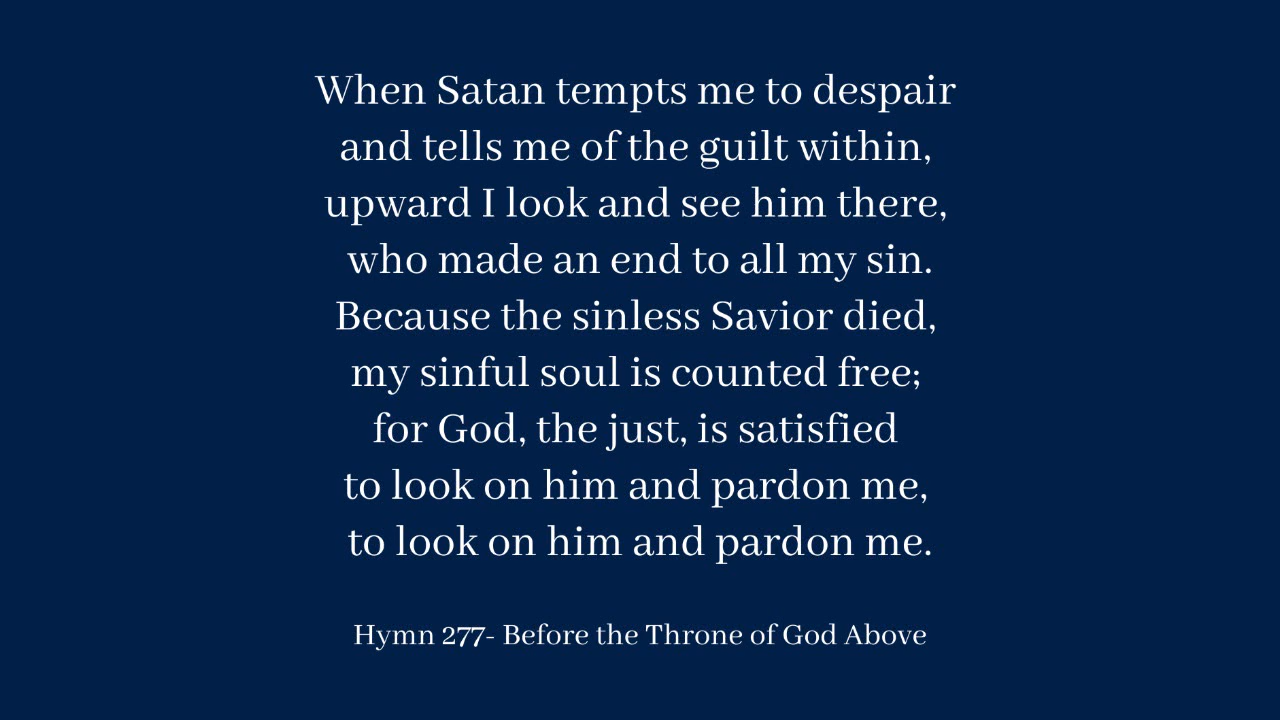 When Satan tempts me to despair
and tells me of the guilt within,
upward I look and see him there,
who made an end to all my sin.
Because the sinless Savior died,
my sinful soul is counted free;
for God, the just, is satisfied
to look on him and pardon me,
to look on him and pardon me.
Hymn 277- Before the Throne of God Above